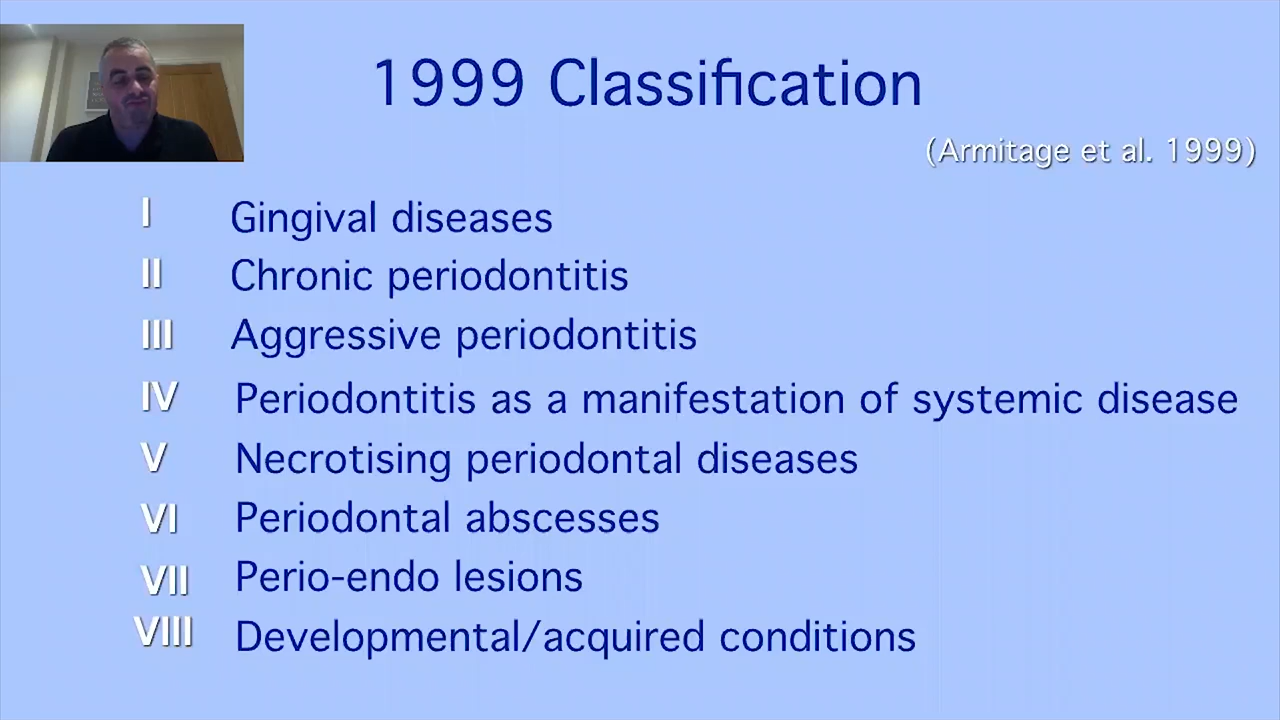 1999 Classification
(Armitage et al. 1999)
I Gingival diseases
II Chronic periodontitis
III Aggressive periodontitis
IV Periodontitis as a manifestation of systemic disease
V Necrotising periodontal diseases
VI Periodontal abscesses
VII Perio-endo lesions
VIII Developmental/acquired conditions